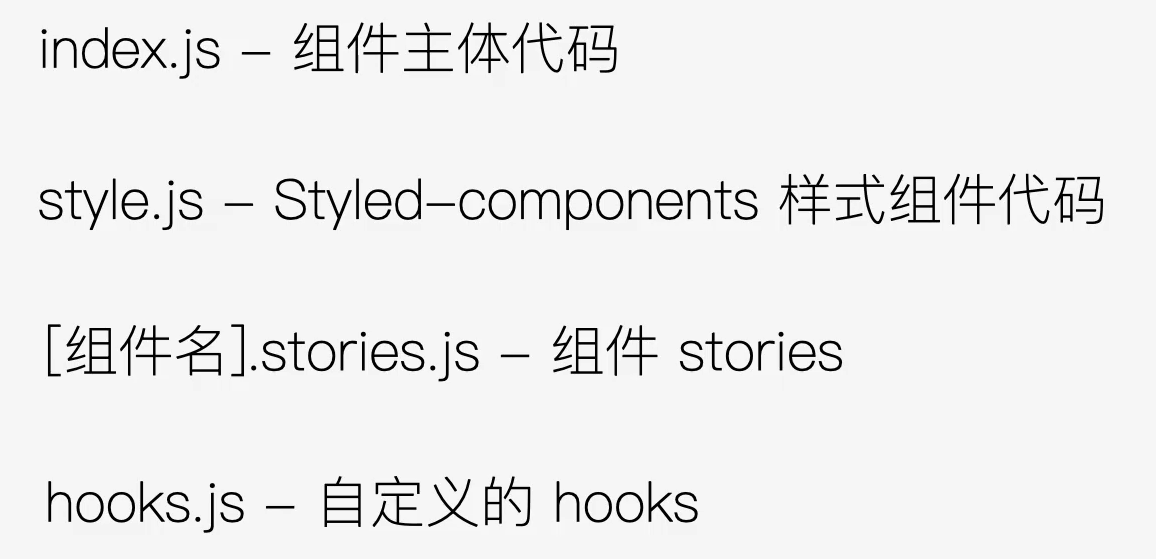 index.js – 组件主体代码
style.js – Styled-components 样式组件代码
[组件名].stories.js – 组件 stories
hooks.js – 自定义的 hooks